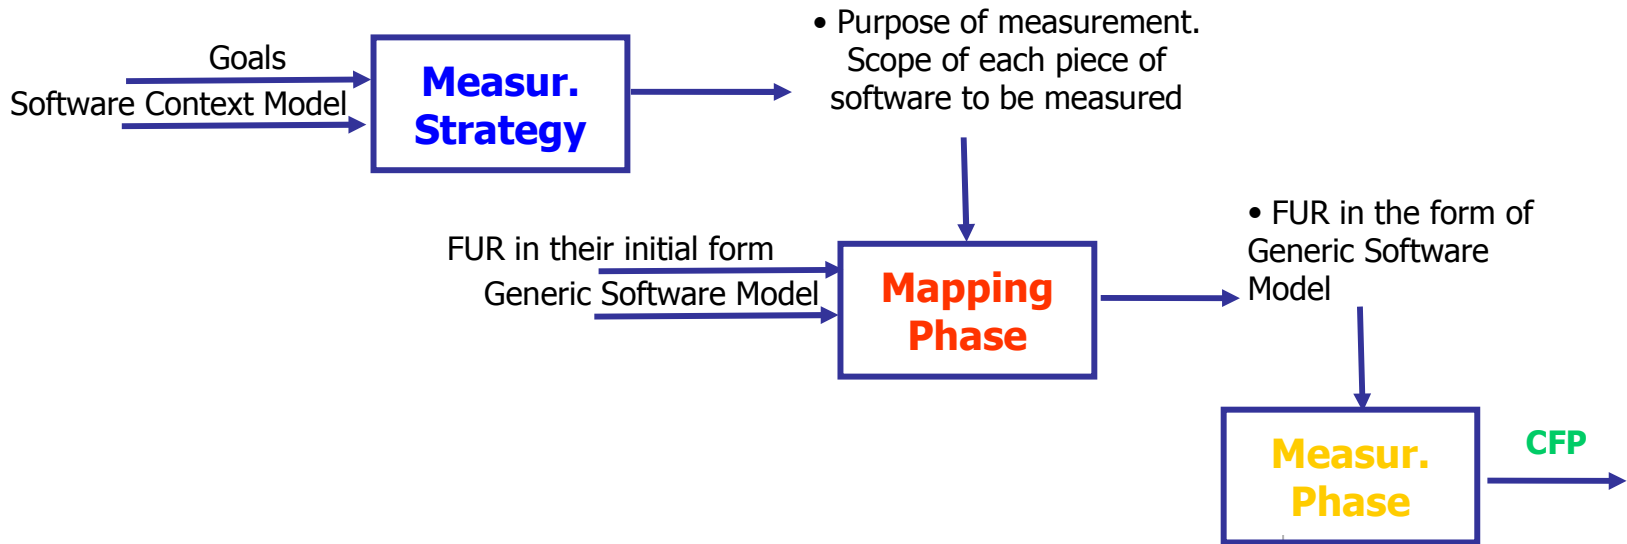 Goals
Software Context Model
Measur.
Strategy
• Purpose of measurement.
Scope of each piece of
software to be measured
FUR in their initial form
Generic Software Model
Mapping
Phase
• FUR in the form of
Generic Software
Model
Measur.
Phase
CFP